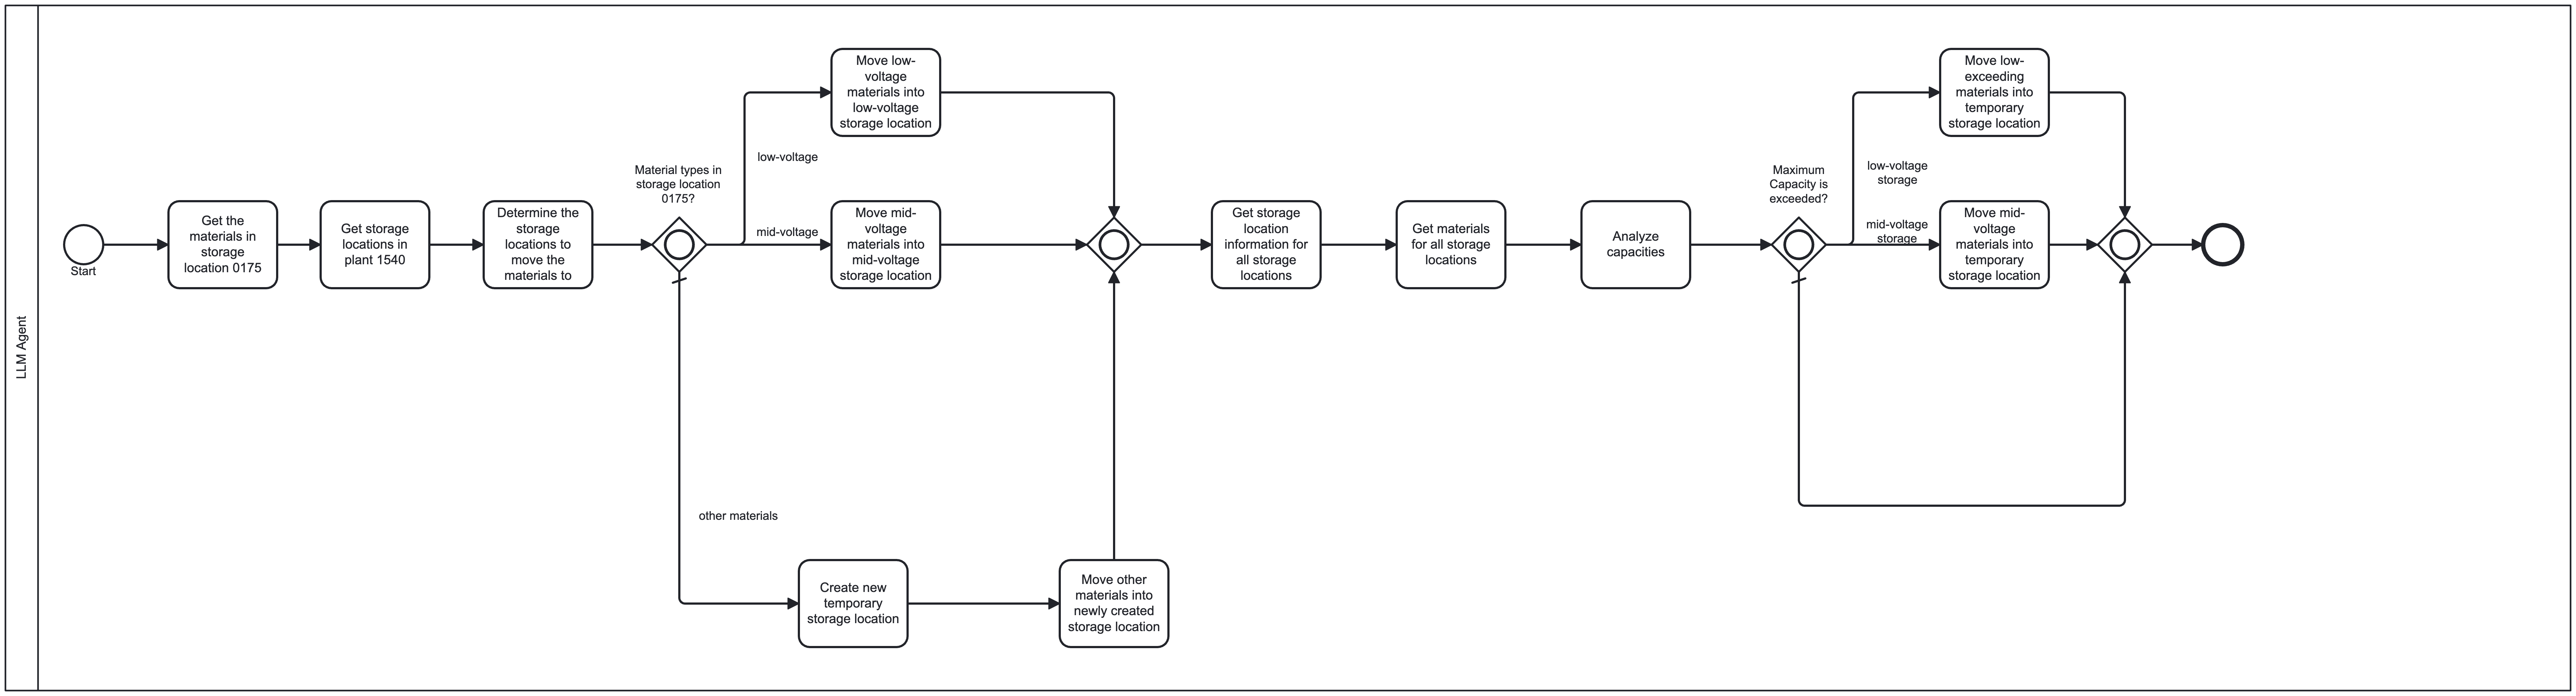 LLM Agent
Start
Get the
materials in
storage
location 0175
Get storage
locations in
plant 1540
Determine the
storage
locations to
move the
materials to
Material types in
storage location
0175?
low-voltage
mid-voltage
other materials
Move low-
voltage
materials into
low-voltage
storage location
Move mid-
voltage
materials into
mid-voltage
storage location
Create new
temporary
storage location
Move other
materials into
newly created
storage location
Get storage
location
information for
all storage
locations
Get materials
for all storage
locations
Analyze
capacities
Maximum
Capacity is
exceeded?
low-voltage
storage
mid-voltage
storage
Move low-
exceeding
materials into
temporary
storage location
Move mid-
voltage
materials into
temporary
storage location